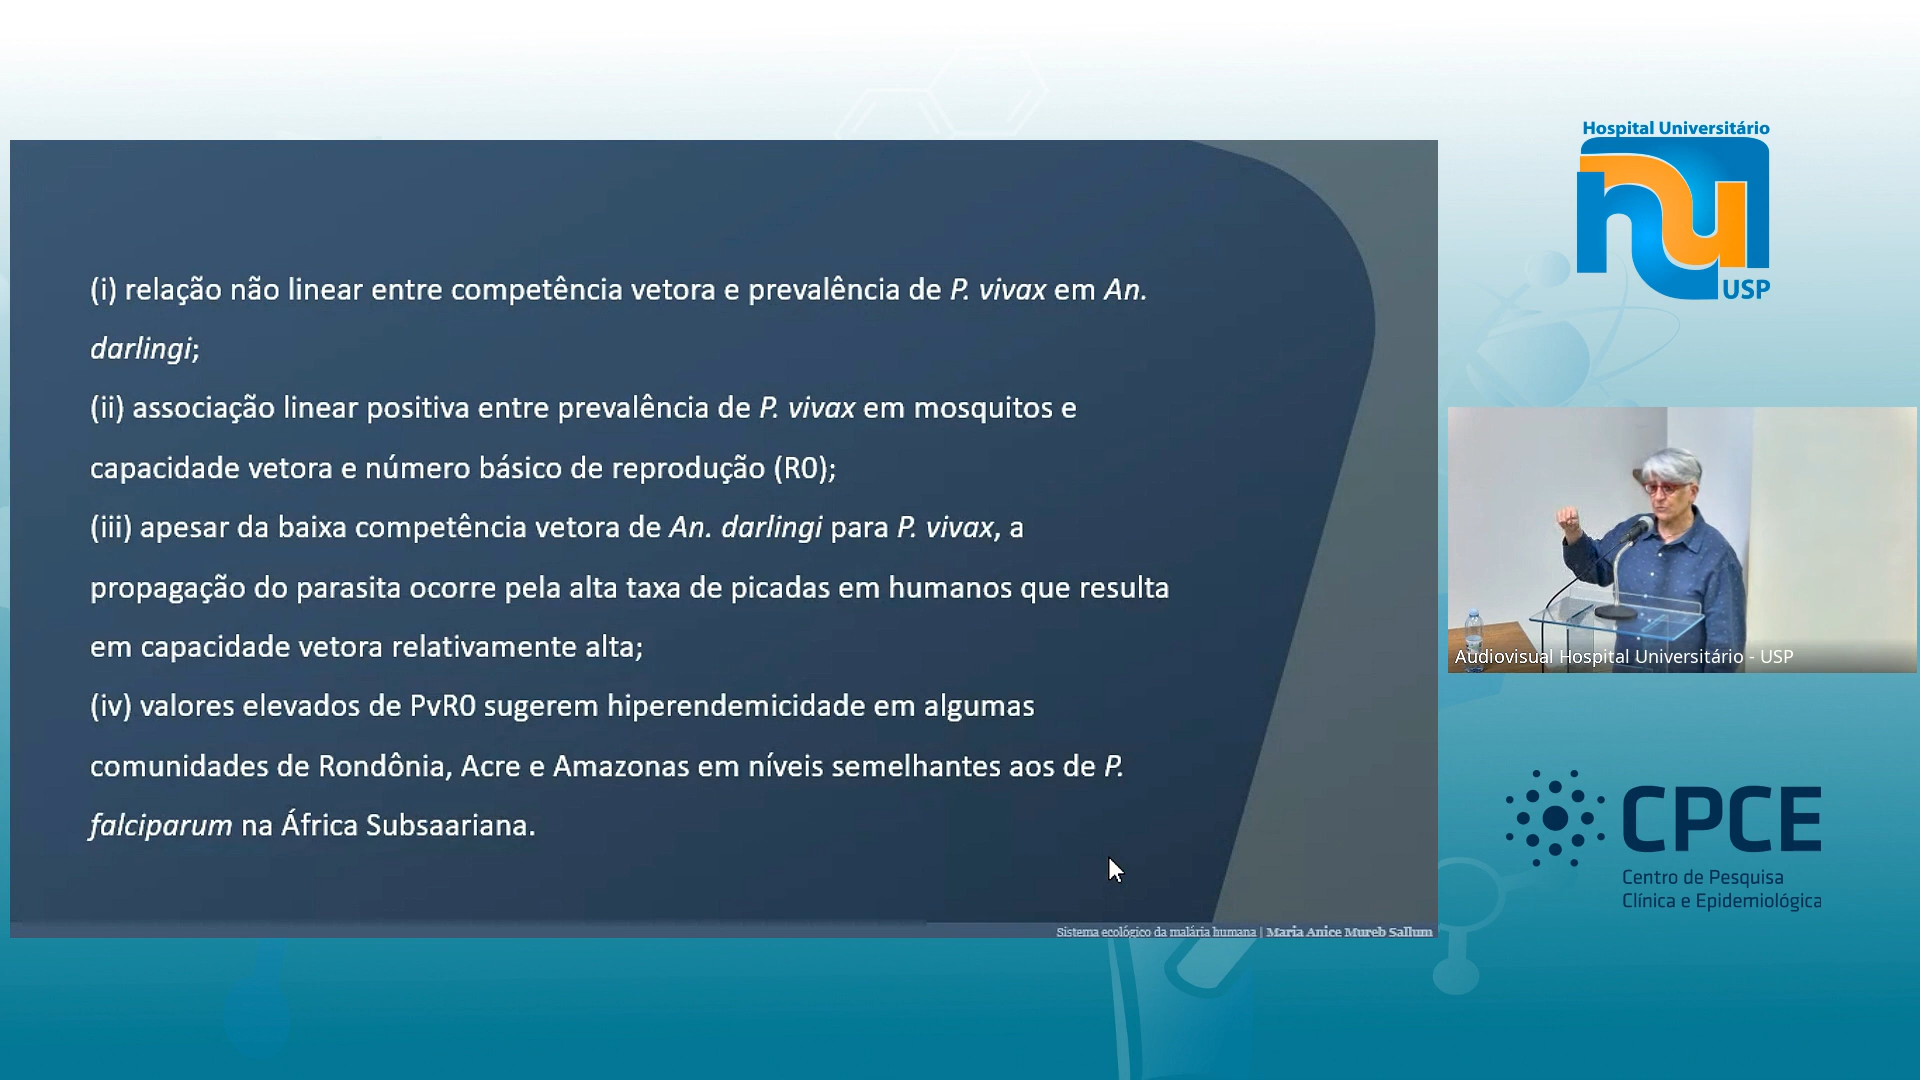 (i) relação não linear entre competência vetora e prevalência de P. vivax em An.
darlingi;
(ii) associação linear positiva entre prevalência de P. vivax em mosquitos e
capacidade vetora e número básico de reprodução (R0);
(iii) apesar da baixa competência vetora de An. darlingi para P. vivax, a
propagação do parasita ocorre pela alta taxa de picadas em humanos que resulta
em capacidade vetora relativamente alta;
(iv) valores elevados de PvR0 sugerem hiperendemicidade em algumas
comunidades de Rondônia, Acre e Amazonas em níveis semelhantes aos de P.
falciparum na África Subsaariana.
Sistema ecológico da malária humana | Maria Anice Mureb Sallum
Hospital Universitário
hu
USP
Audiovisual Hospital Universitário - USP
CPCE
Centro de Pesquisa
Clínica e Epidemiológica